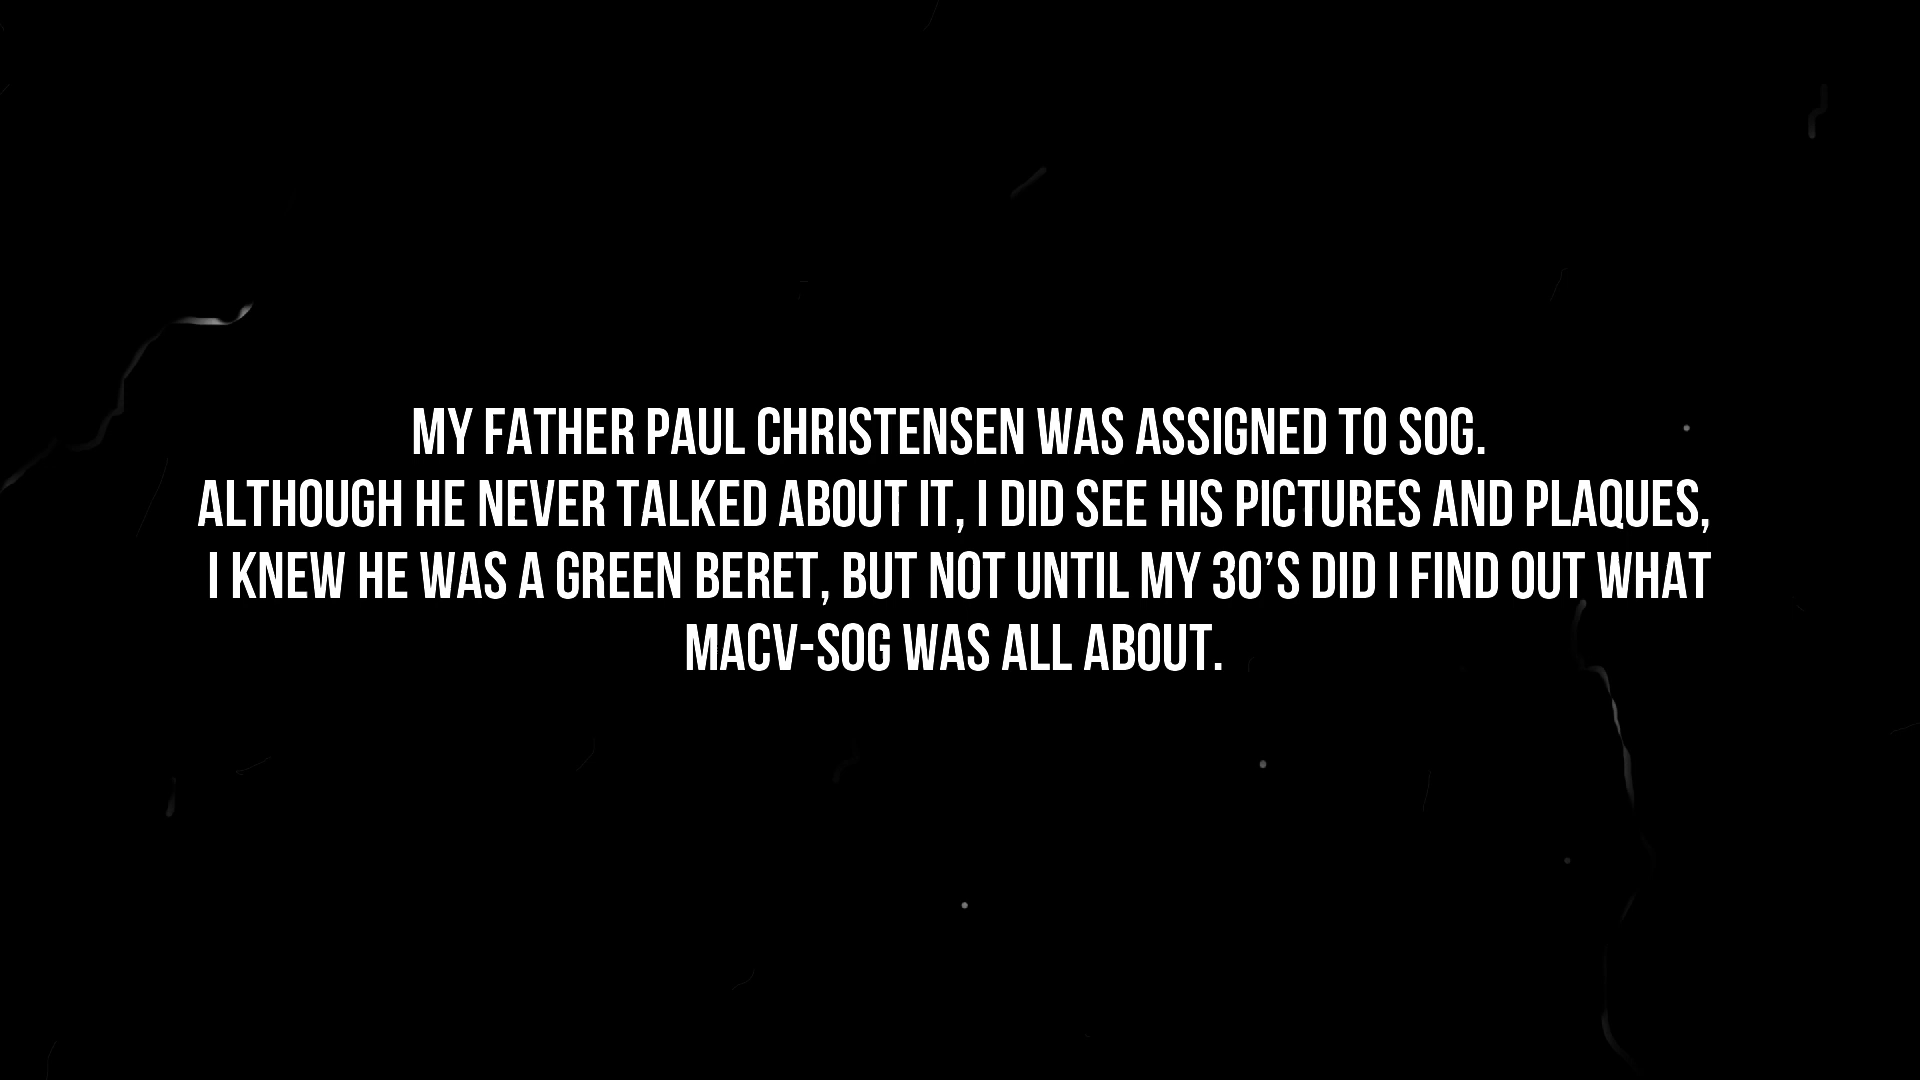 MY FATHER PAUL CHRISTENSEN WAS ASSIGNED TO SOG.
ALTHOUGH HE NEVER TALKED ABOUT IT, I DID SEE HIS PICTURES AND PLAQUES,
I KNEW HE WAS A GREEN BERET, BUT NOT UNTIL MY 30’S DID I FIND OUT WHAT
MACV-SOG WAS ALL ABOUT.